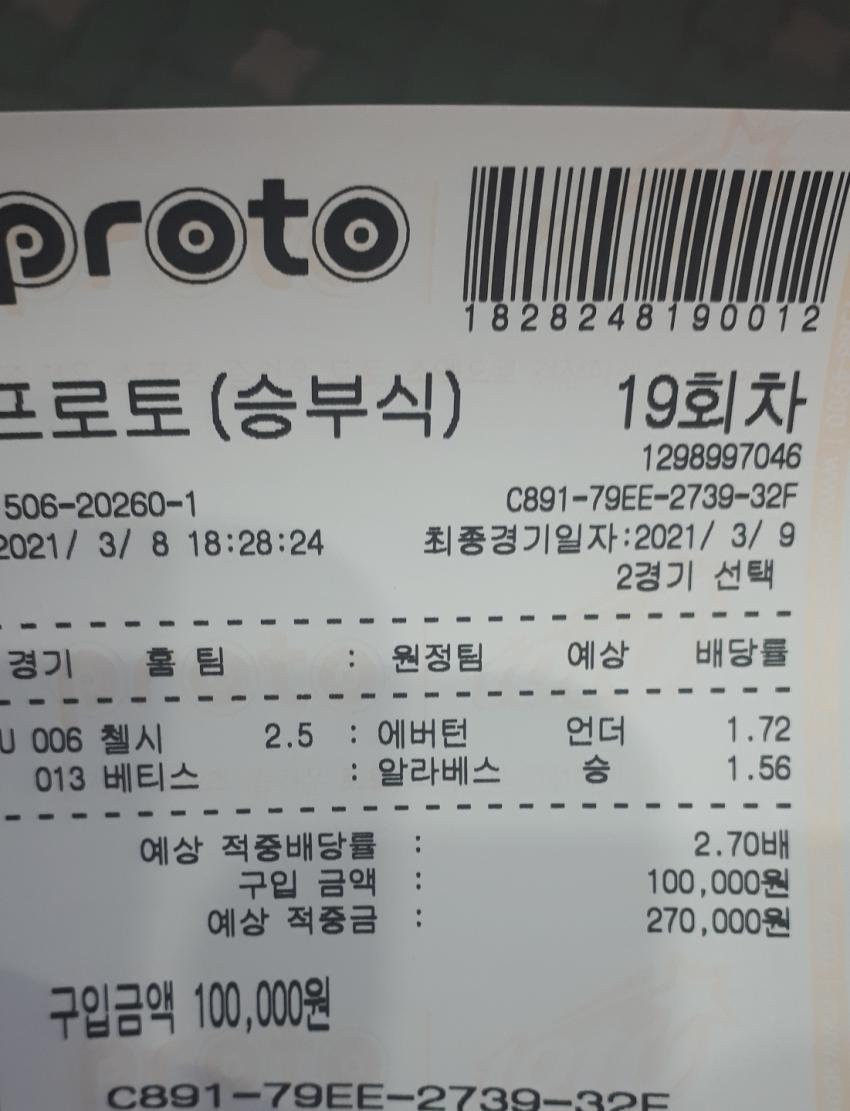 proto
1828248190012
프로토(승부식) 19회차
1298997046
506-20260-1 C891-79EE-2739-32F
2021/ 3/ 8 18:28:24 최종경기일자:2021/ 3/ 9
2경기 선택
경기 홈 팀 : 원정팀 예상 배당률
U 006 첼시 2.5 : 에버턴 언더 1.72
013 베티스 : 알라베스 승 1.56
예상 적중배당률 : 2.70배
구입 금액 : 100,000원
예상 적중금 : 270,000원
구입금액 100,000원
C891-79EE-2739-32F